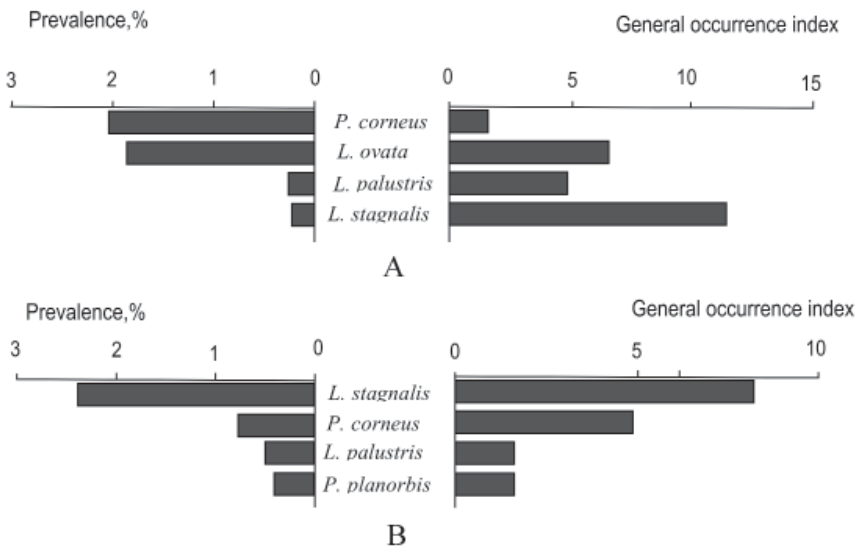 Prevalence,%
General occurrence index
3 2 1 0 0 5 10 15
P. corneus
L. ovata
L. palustris
L. stagnalis
A
Prevalence,%
General occurrence index
3 2 1 0 0 5 10
L. stagnalis
P. corneus
L. palustris
P. planorbis
B